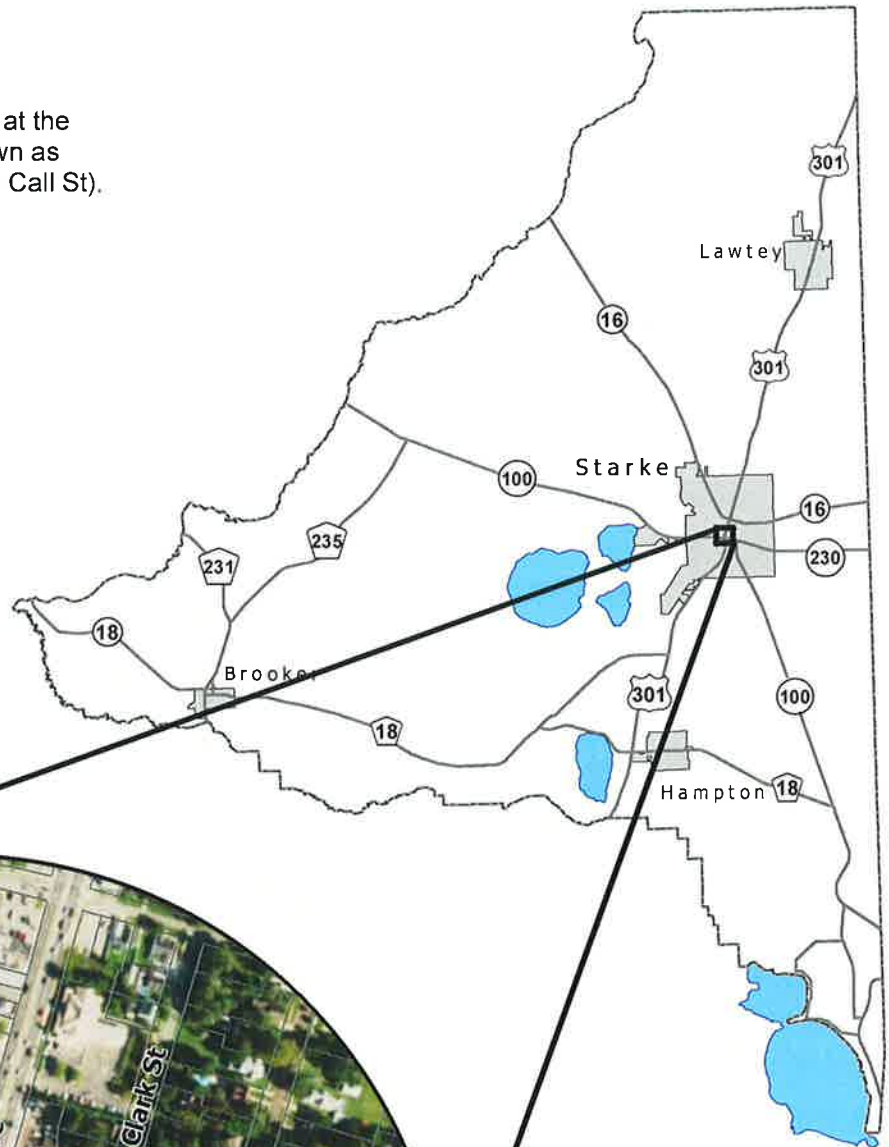 at the
wn as
Call St).
301
Lawtey
16
301
Starke
100
16
235
231
230
18
Brooker
301
100
18
18
Hampton
Clark St